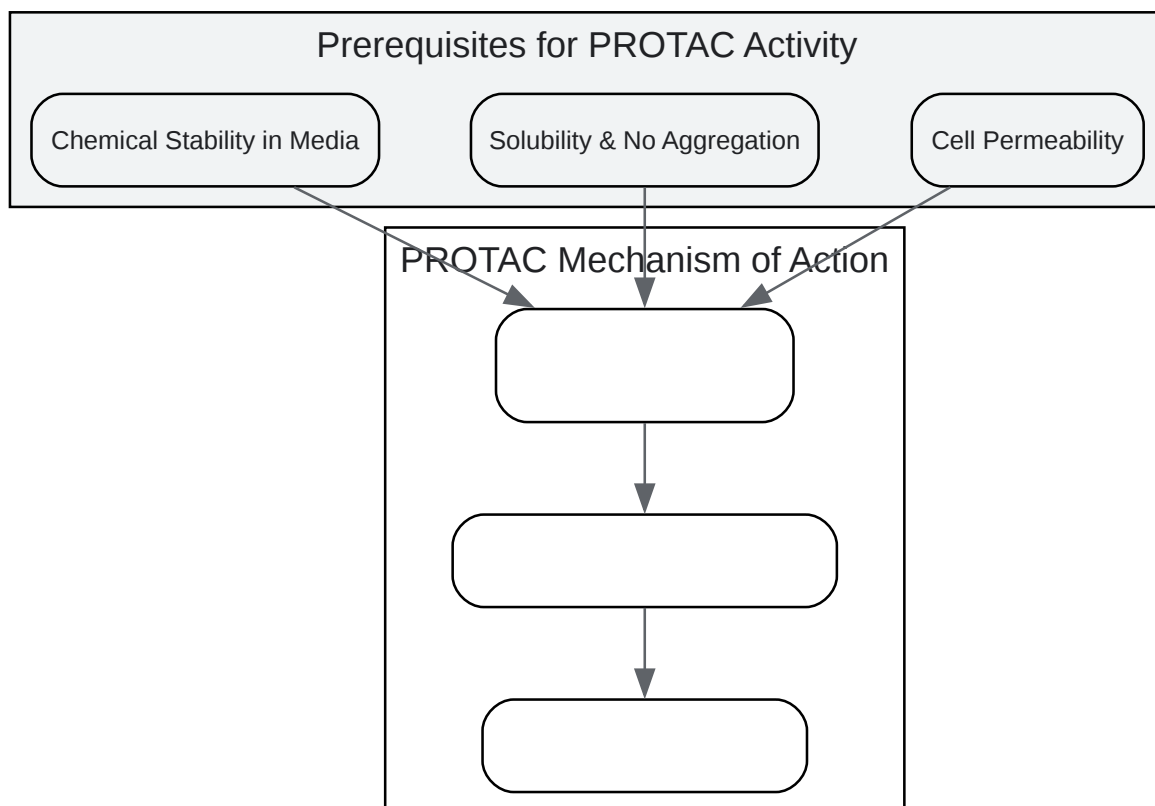 Prerequisites for PROTAC Activity
Chemical Stability in Media
Solubility & No Aggregation
Cell Permeability
PROTAC Mechanism of Action